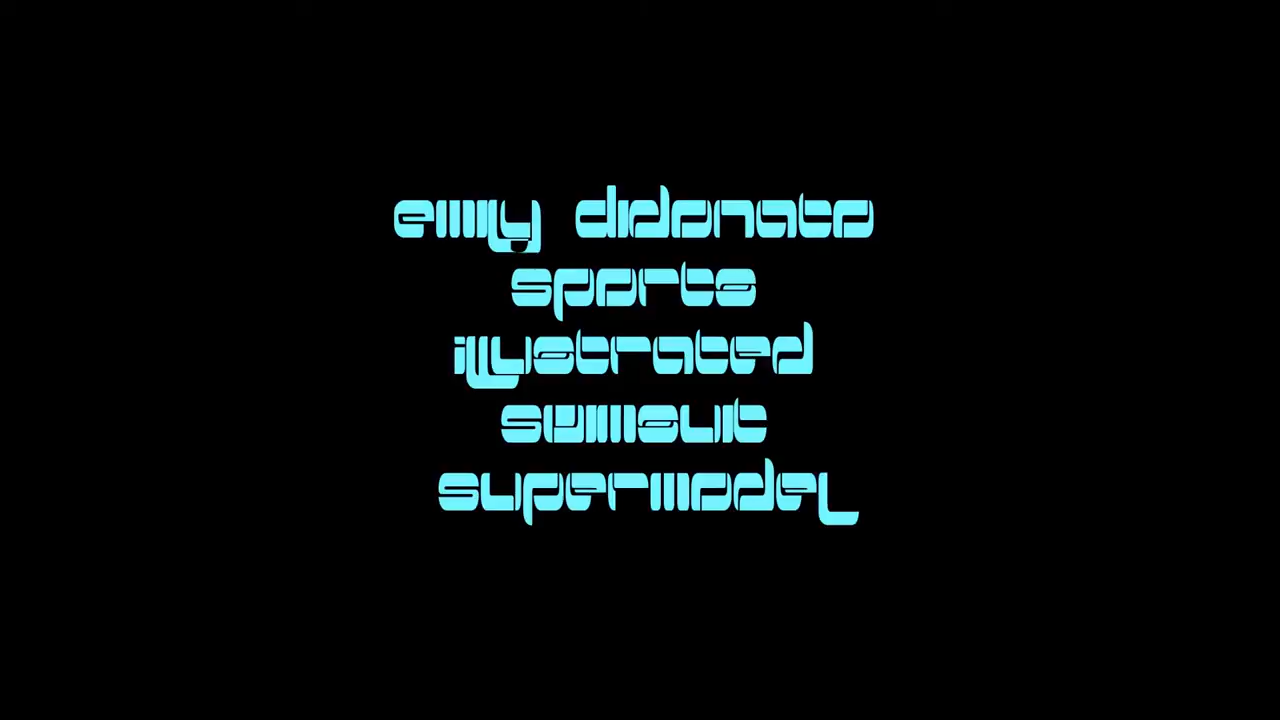 emily didonato
sports
illustrated
swimsuit
supermodel